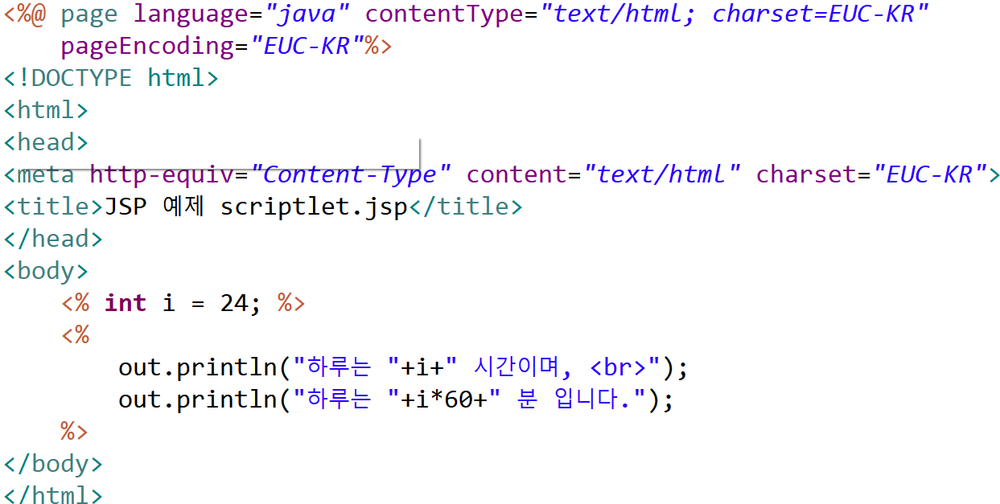 <%@ page language="java" contentType="text/html; charset=EUC-KR"
    pageEncoding="EUC-KR"%>
<!DOCTYPE html>
<html>
<head>
<meta http-equiv="Content-Type" content="text/html" charset="EUC-KR">
<title>JSP 예제 scriptlet.jsp</title>
</head>
<body>
    <% int i = 24; %>
    <%
        out.println("하루는 "+i+" 시간이며, <br>");
        out.println("하루는 "+i*60+" 분 입니다.");
    %>
</body>
</html>